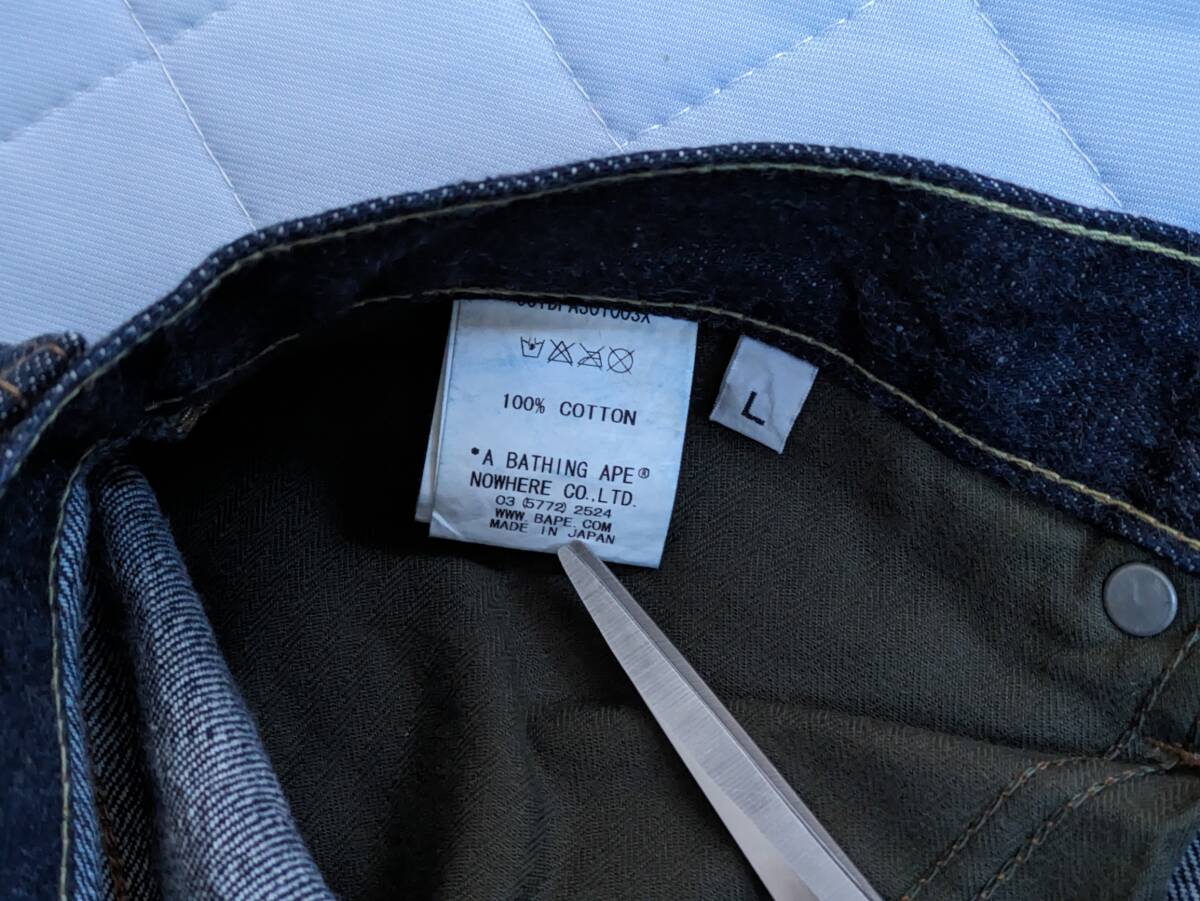 100% COTTON
*A BATHING APE®
NOWHERE CO.,LTD.
03 (5772) 2524
WWW. BAPE. COM
MADE IN JAPAN
L